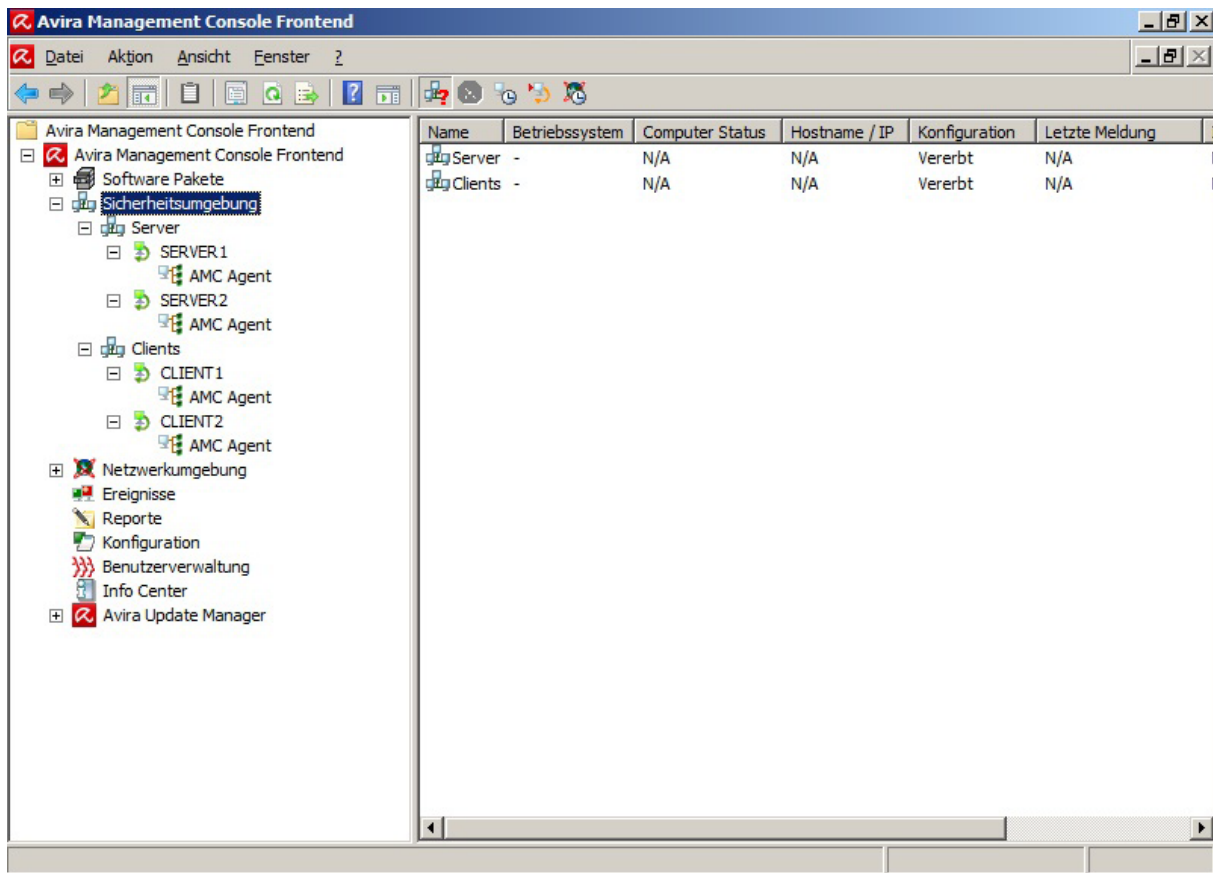 Avira Management Console Frontend
Datei Aktion Ansicht Fenster ?
Avira Management Console Frontend
Avira Management Console Frontend
Software Pakete
Sicherheitsumgebung
Server
SERVER1
AMC Agent
SERVER2
AMC Agent
Clients
CLIENT1
AMC Agent
CLIENT2
AMC Agent
Netzwerkumgebung
Ereignisse
Reporte
Konfiguration
Benutzerverwaltung
Info Center
Avira Update Manager
Name Betriebssystem Computer Status Hostname / IP Konfiguration Letzte Meldung
Server - N/A N/A Vererbt N/A
Clients - N/A N/A Vererbt N/A